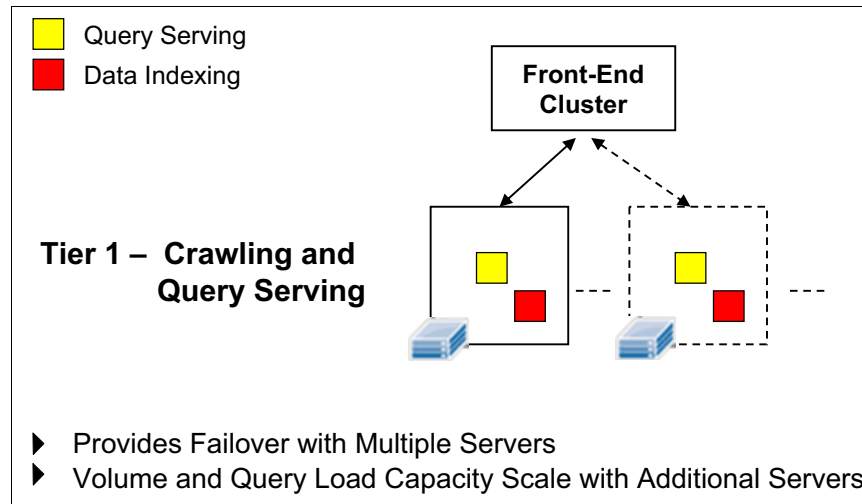 Query Serving
Data Indexing
Front-End
Cluster
Tier 1 – Crawling and
Query Serving
Provides Failover with Multiple Servers
Volume and Query Load Capacity Scale with Additional Servers